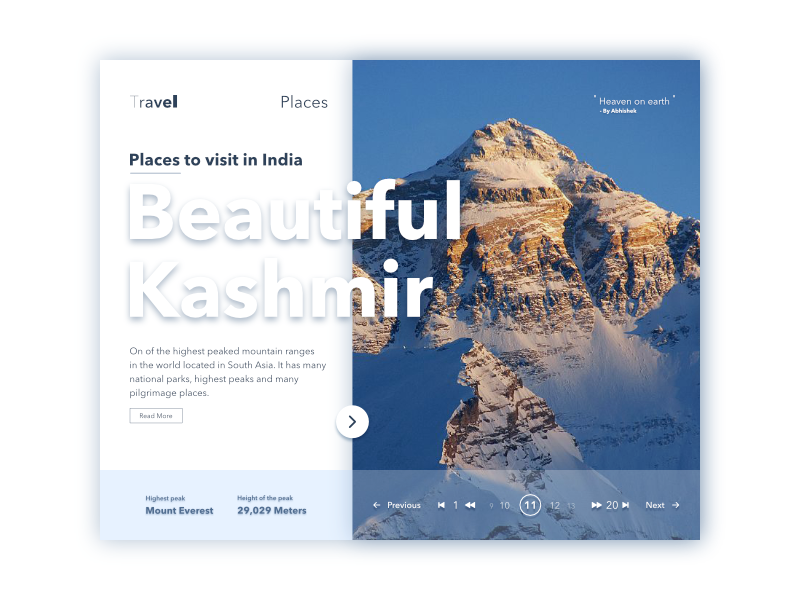 Travel
Places
" Heaven on earth "
- By Abhishek
Places to visit in India
Beautiful
Kashmir
On of the highest peaked mountain ranges
in the world located in South Asia. It has many
national parks, highest peaks and many
pilgrimage places.
Read More
Highest peak
Mount Everest
Height of the peak
29,029 Meters
Previous 1 9 10 11 12 13 20 Next